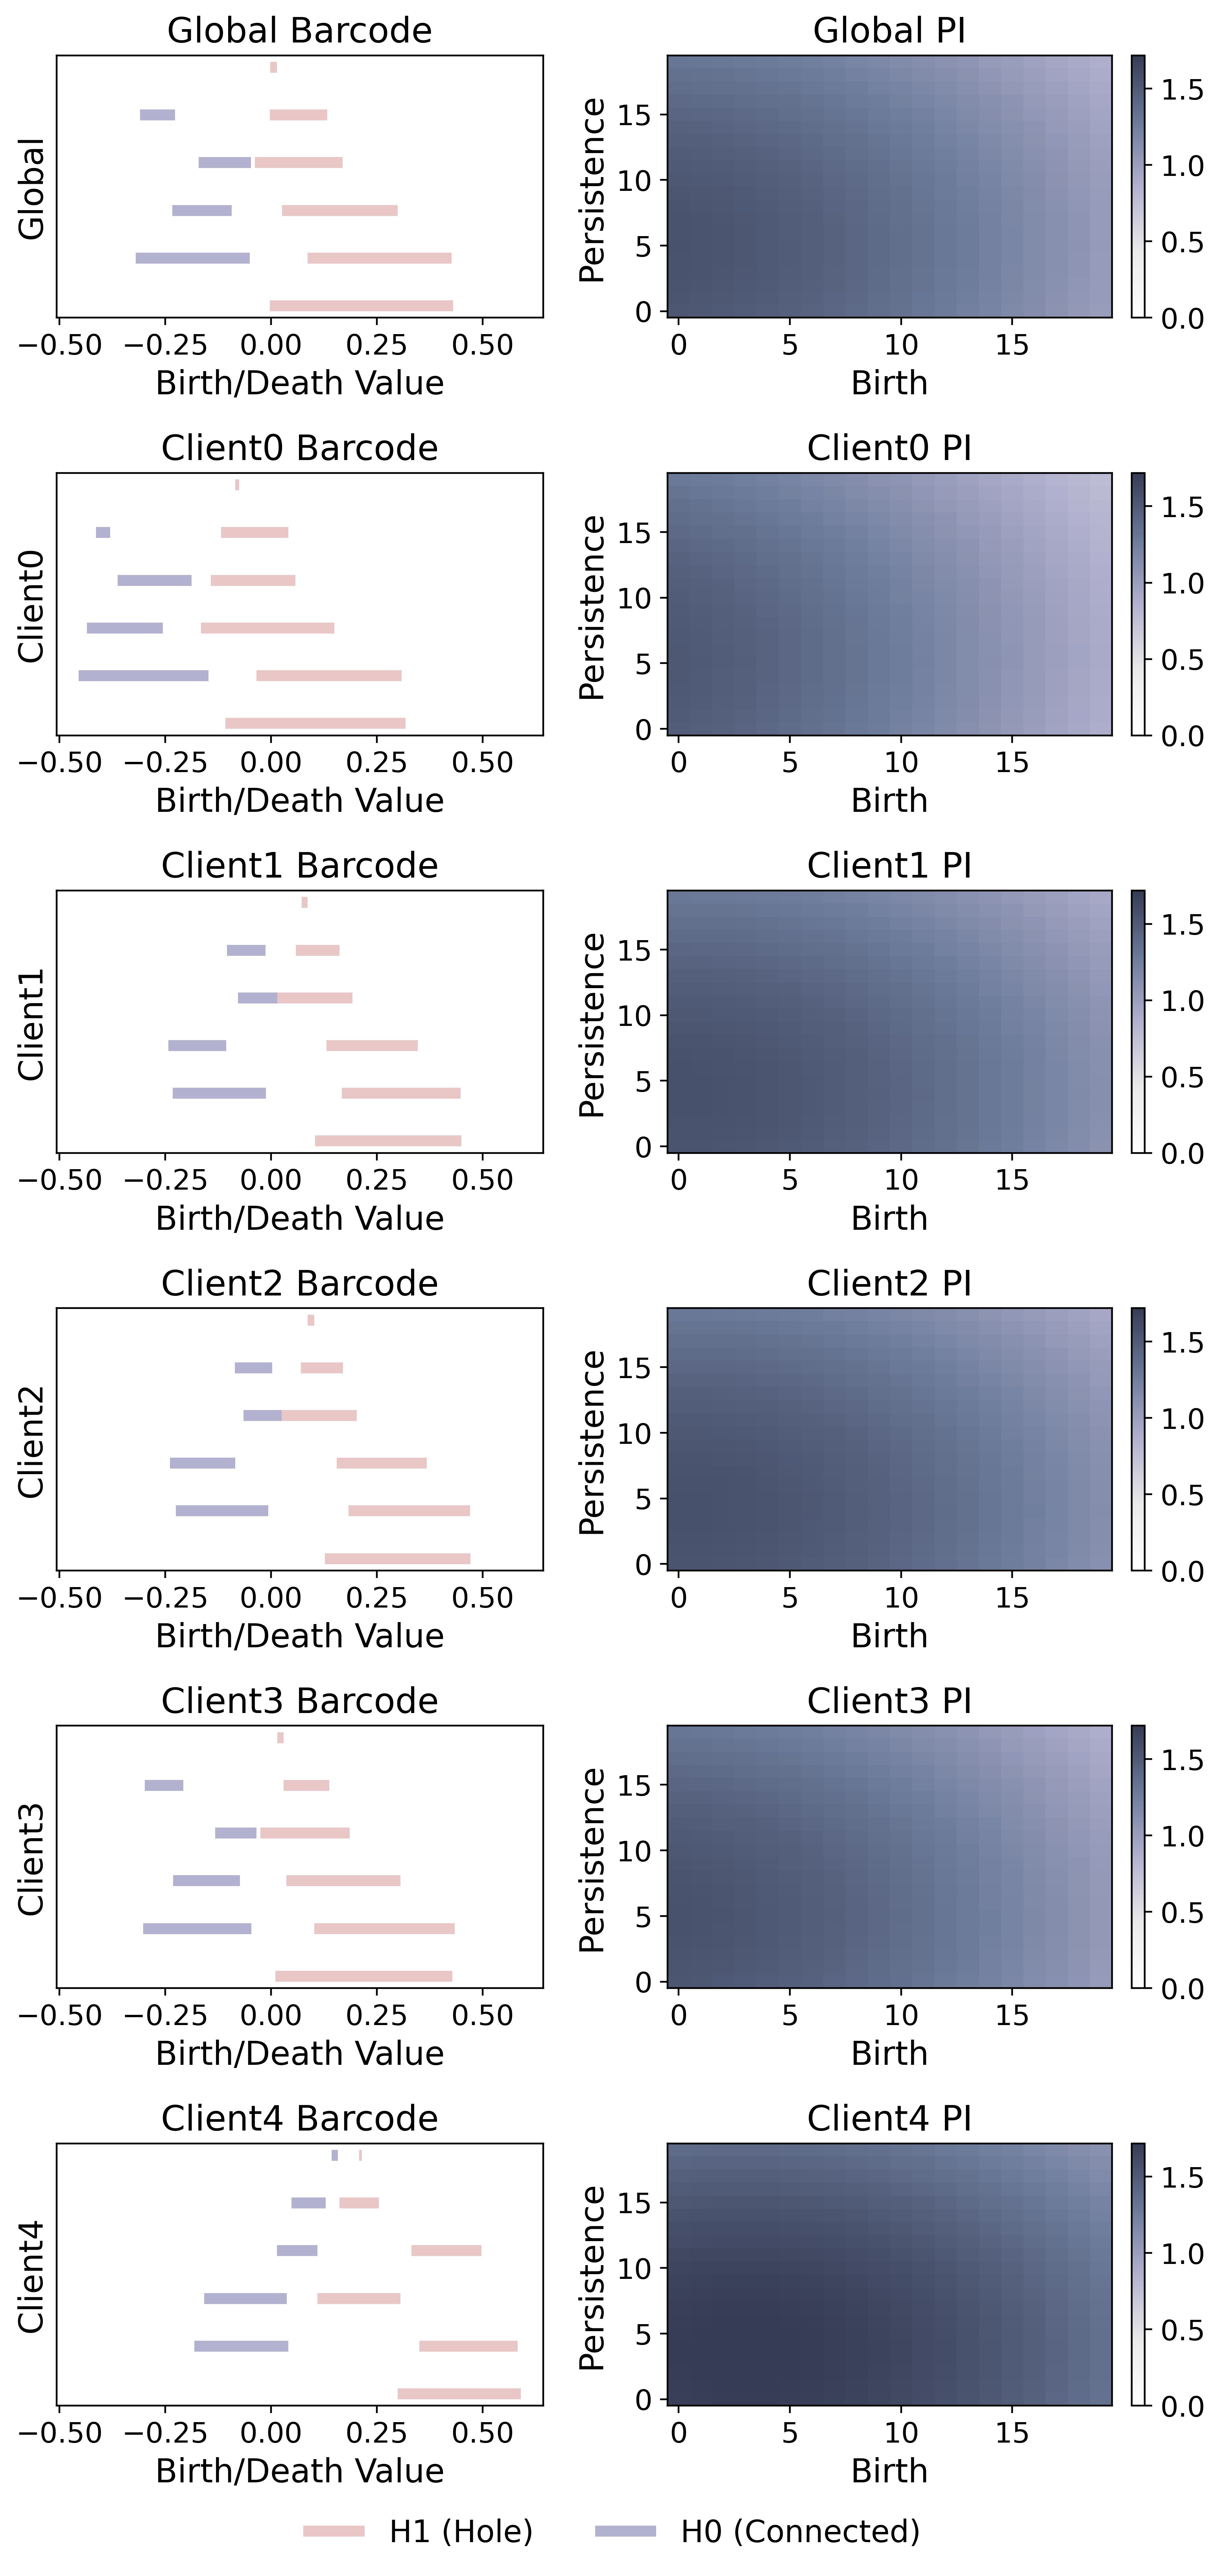 Global Barcode
Global PI
Global
Persistence
15
10
5
0
1.5
1.0
0.5
0.0
−0.50 −0.25 0.00 0.25 0.50
0 5 10 15
Birth/Death Value
Birth
Client0 Barcode
Client0 PI
Client0
Persistence
15
10
5
0
1.5
1.0
0.5
0.0
−0.50 −0.25 0.00 0.25 0.50
0 5 10 15
Birth/Death Value
Birth
Client1 Barcode
Client1 PI
Client1
Persistence
15
10
5
0
1.5
1.0
0.5
0.0
−0.50 −0.25 0.00 0.25 0.50
0 5 10 15
Birth/Death Value
Birth
Client2 Barcode
Client2 PI
Client2
Persistence
15
10
5
0
1.5
1.0
0.5
0.0
−0.50 −0.25 0.00 0.25 0.50
0 5 10 15
Birth/Death Value
Birth
Client3 Barcode
Client3 PI
Client3
Persistence
15
10
5
0
1.5
1.0
0.5
0.0
−0.50 −0.25 0.00 0.25 0.50
0 5 10 15
Birth/Death Value
Birth
Client4 Barcode
Client4 PI
Client4
Persistence
15
10
5
0
1.5
1.0
0.5
0.0
−0.50 −0.25 0.00 0.25 0.50
0 5 10 15
Birth/Death Value
Birth
H1 (Hole)
H0 (Connected)